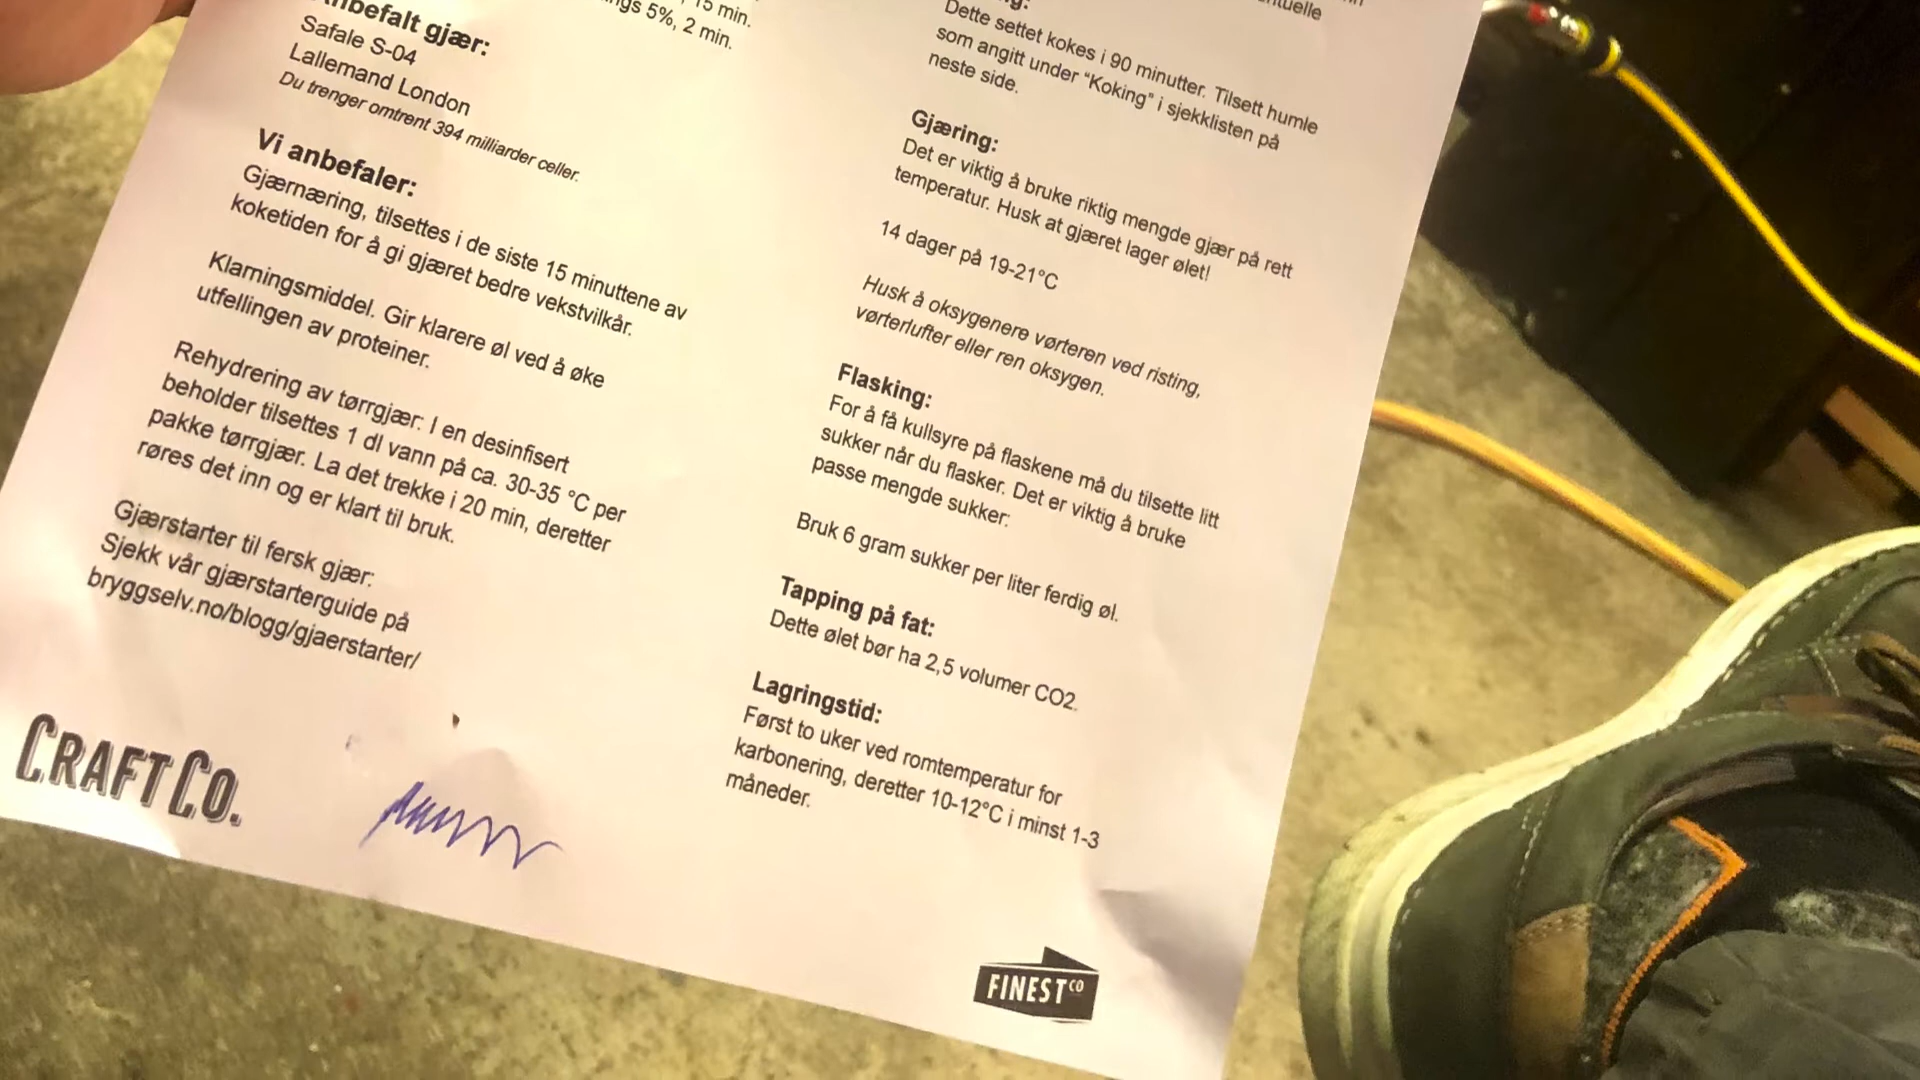 Anbefalt gjær:
Safale S-04
Lallemand London
Du trenger omtrent 394 milliarder celler.
Vi anbefaler:
Gjærnæring, tilsettes i de siste 15 minuttene av
koketiden for å gi gjæret bedre vekstvilkår.
Klarningsmiddel. Gir klarere øl ved å øke
utfellingen av proteiner.
Rehydrering av tørrgjær: I en desinfisert
beholder tilsettes 1 dl vann på ca. 30-35 °C per
pakke tørrgjær. La det trekke i 20 min, deretter
røres det inn og er klart til bruk.
Gjærstarter til fersk gjær:
Sjekk vår gjærstarterguide på
bryggselv.no/blogg/gjaerstarter/
CRAFT CO.
15 min.
5%, 2 min.
Dette settet kokes i 90 minutter. Tilsett humle
som angitt under "Koking" i sjekklisten på
neste side.
Gjæring:
Det er viktig å bruke riktig mengde gjær på rett
temperatur. Husk at gjæret lager ølet!
14 dager på 19-21°C
Husk å oksygenere vørteren ved risting,
vørterlufter eller ren oksygen.
Flasking:
For å få kullsyre på flaskene må du tilsette litt
sukker når du flasker. Det er viktig å bruke
passe mengde sukker:
Bruk 6 gram sukker per liter ferdig øl.
Tapping på fat:
Dette ølet bør ha 2,5 volumer CO2.
Lagringstid:
Først to uker ved romtemperatur for
karbonering, deretter 10-12°C i minst 1-3
måneder.
FINEST CO